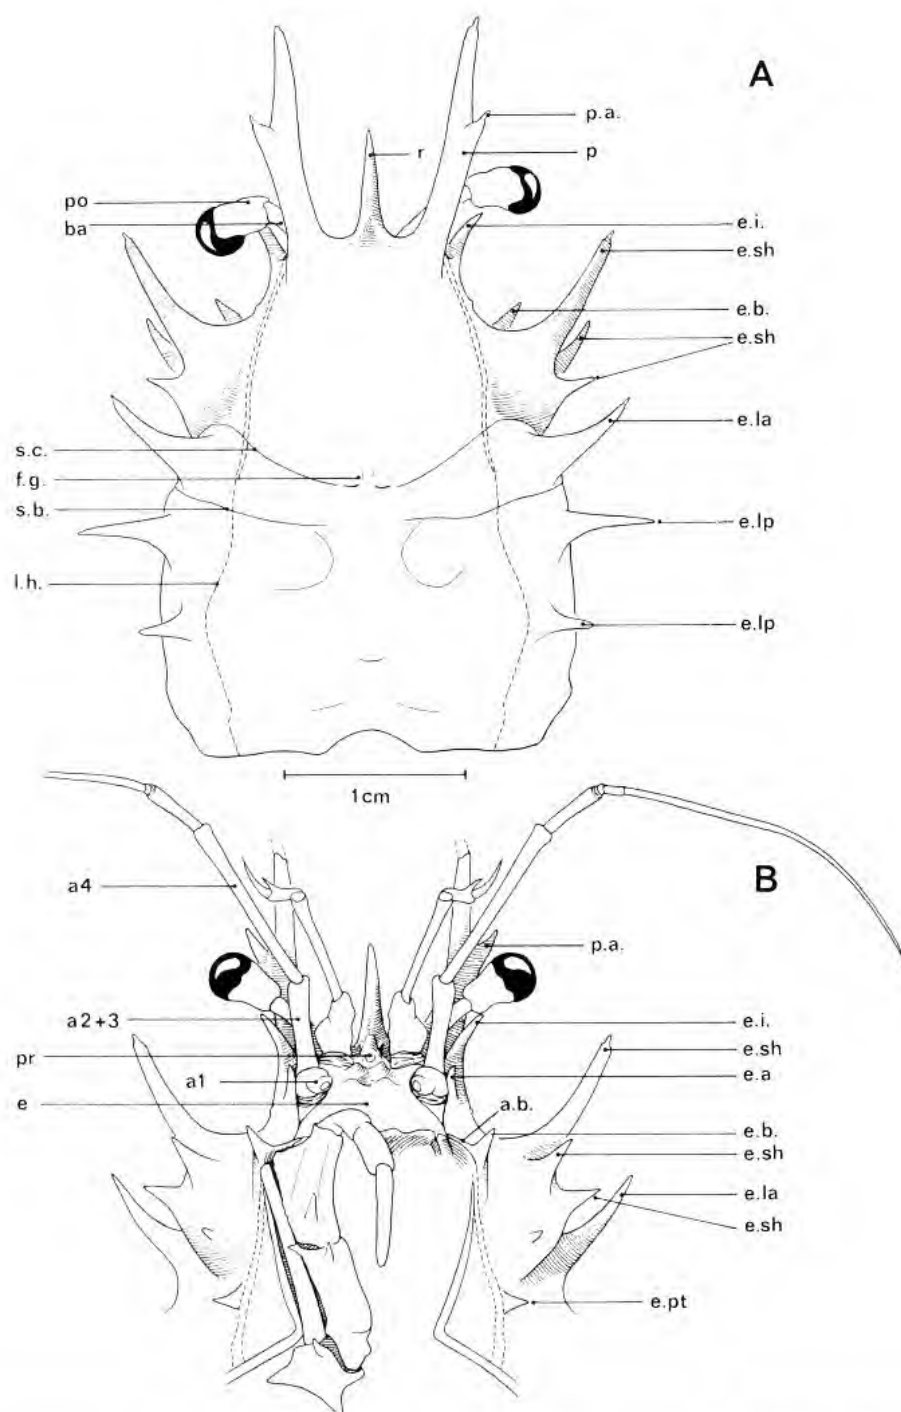 A
p.a.
r
p
po
ba
e.i.
e.sh
e.b.
e.sh
e.la
s.c.
f.g.
s.b.
e.lp
l.h.
e.lp
1cm
B
a4
p.a.
a2+3
e.i.
pr
e.sh
a1
e.a.
e
a.b.
e.b.
e.sh
e.la
e.sh
e.pt